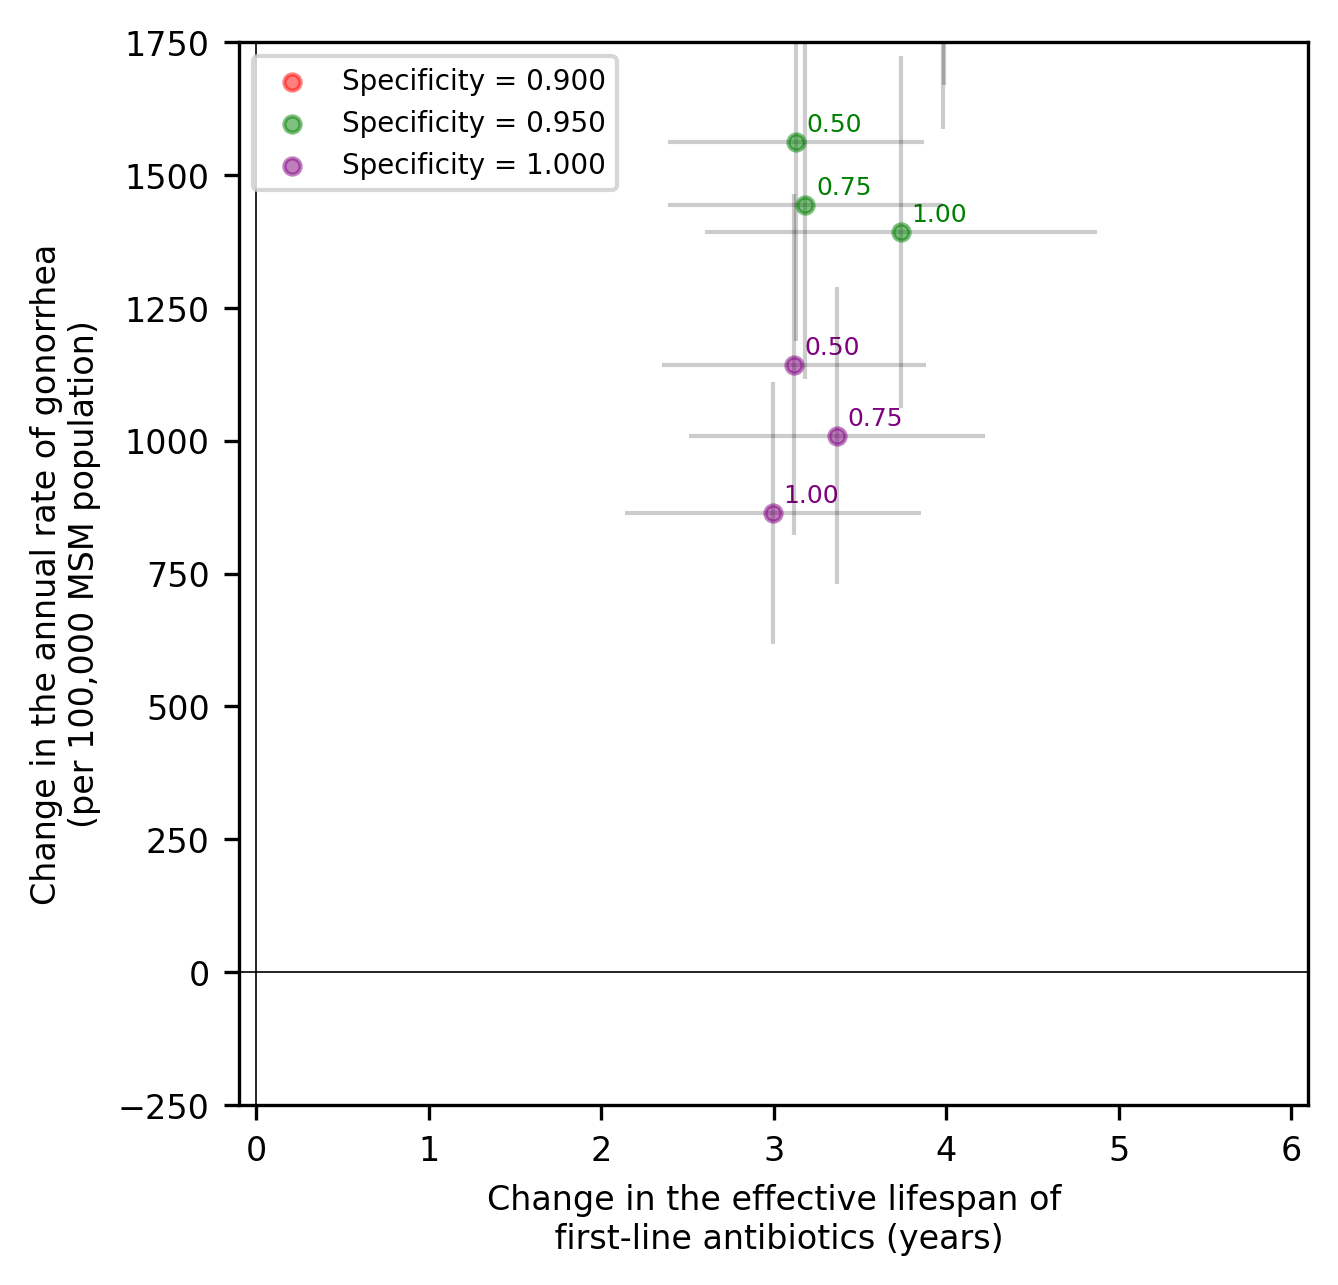 1750
1500
1250
1000
750
500
250
0
−250
Change in the annual rate of gonorrhea
(per 100,000 MSM population)
Specificity = 0.900
Specificity = 0.950
Specificity = 1.000
0.50
0.75
1.00
0.50
0.75
1.00
0 1 2 3 4 5 6
Change in the effective lifespan of
first-line antibiotics (years)